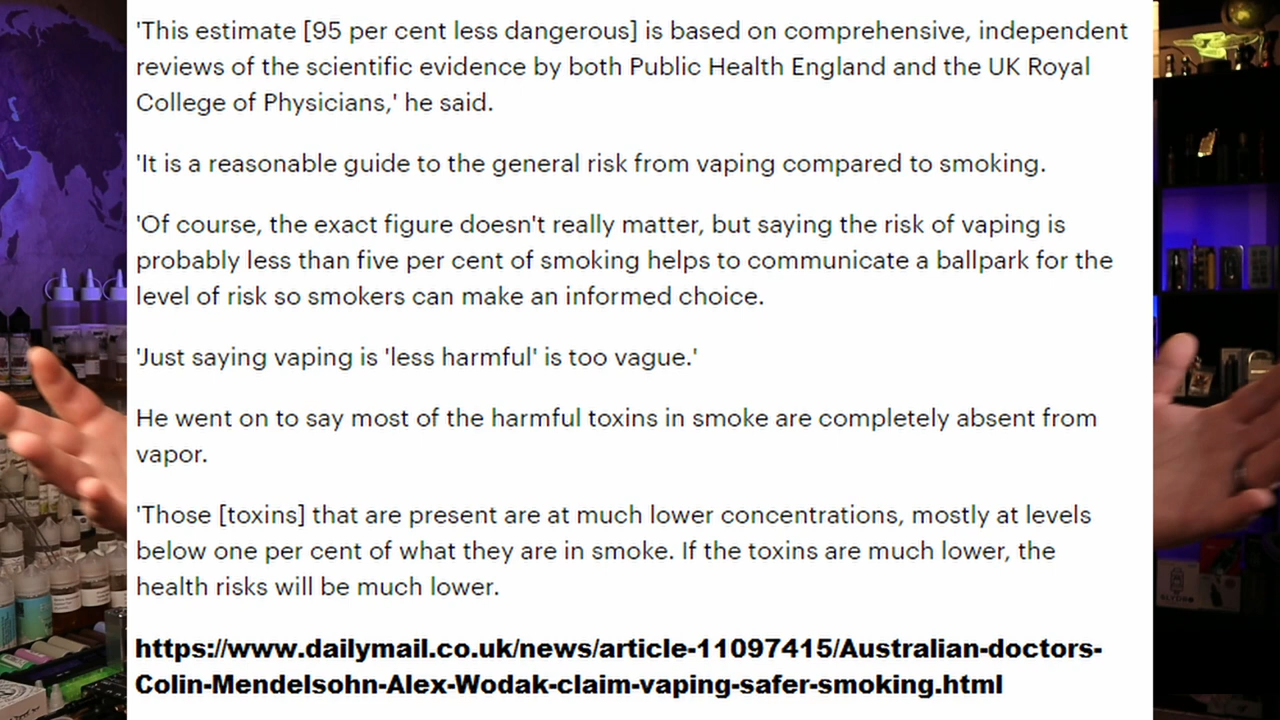 'This estimate [95 per cent less dangerous] is based on comprehensive, independent
reviews of the scientific evidence by both Public Health England and the UK Royal
College of Physicians,' he said.
'It is a reasonable guide to the general risk from vaping compared to smoking.
'Of course, the exact figure doesn't really matter, but saying the risk of vaping is
probably less than five per cent of smoking helps to communicate a ballpark for the
level of risk so smokers can make an informed choice.
'Just saying vaping is 'less harmful' is too vague.'
He went on to say most of the harmful toxins in smoke are completely absent from
vapor.
'Those [toxins] that are present are at much lower concentrations, mostly at levels
below one per cent of what they are in smoke. If the toxins are much lower, the
health risks will be much lower.
https://www.dailymail.co.uk/news/article-11097415/Australian-doctors-
Colin-Mendelsohn-Alex-Wodak-claim-vaping-safer-smoking.html